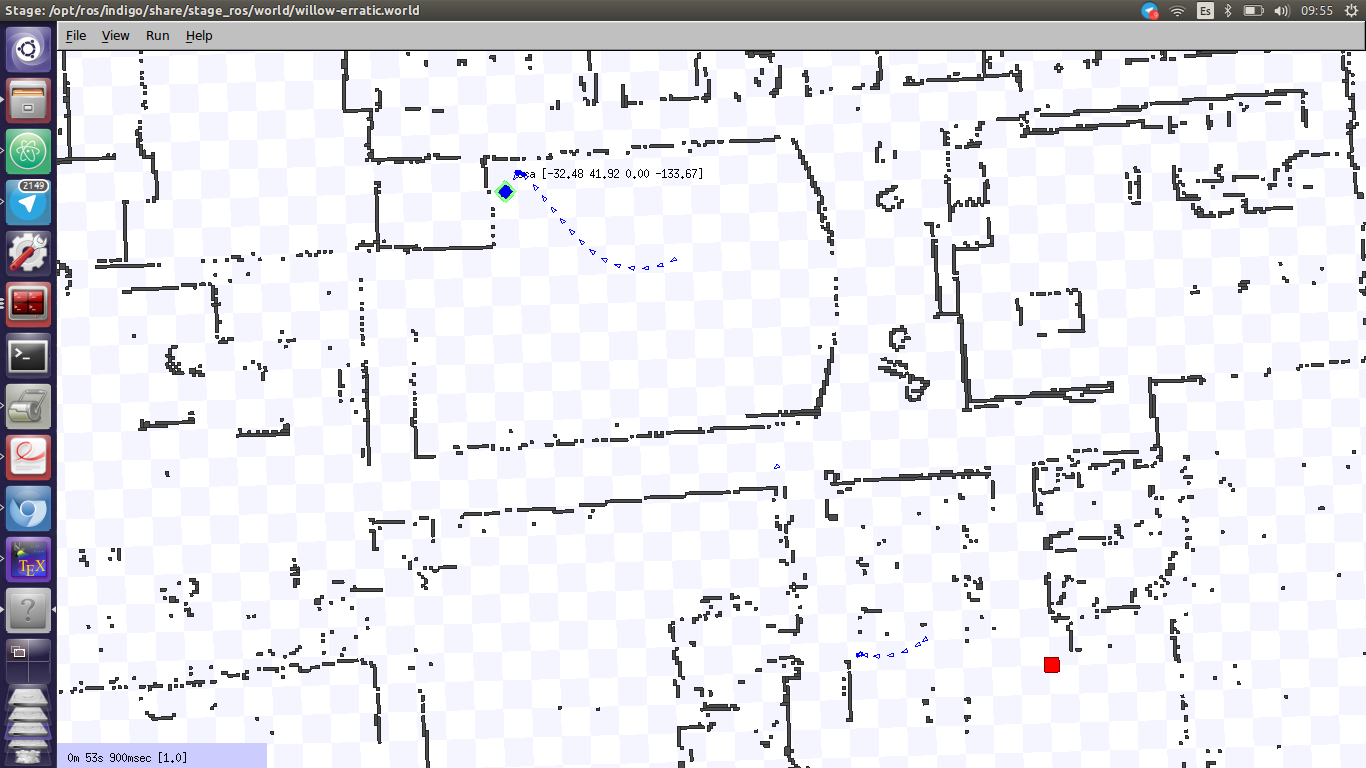 Stage: /opt/ros/indigo/share/stage_ros/world/willow-erratic.world
Es
09:55
File View Run Help
[-32.48 41.92 0.00 -133.67]
2149
TEX
0m 53s 900msec [1.0]